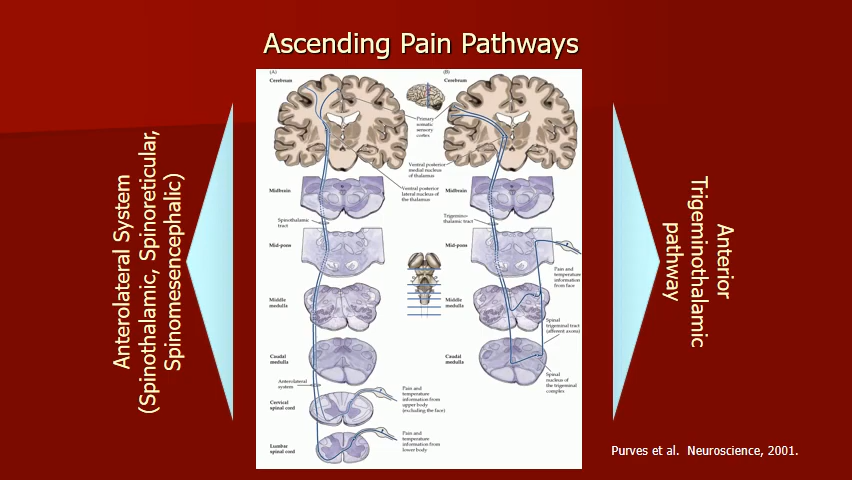 Ascending Pain Pathways
Anterolateral System
(Spinothalamic, Spinoreticular,
Spinomesencephalic)
(A)
Cerebrum
Primary
somatic
sensory
cortex
Ventral posterior
medial nucleus
of thalamus
Ventral posterior
lateral nucleus of
the thalamus
Midbrain
Spinothalamic
tract
Mid-pons
Middle
medulla
Caudal
medulla
Anterolateral
system
Cervical
spinal cord
Pain and
temperature
information from
upper body
(excluding the face)
Lumbar
spinal cord
Pain and
temperature
information from
lower body
(B)
Cerebrum
Midbrain
Trigemino-
thalamic tract
Mid-pons
Pain and
temperature
information
from face
Middle
medulla
Spinal
trigeminal tract
(afferent axons)
Caudal
medulla
Spinal
nucleus of
the trigeminal
complex
Anterior
Trigeminothalamic
pathway
Purves et al. Neuroscience, 2001.